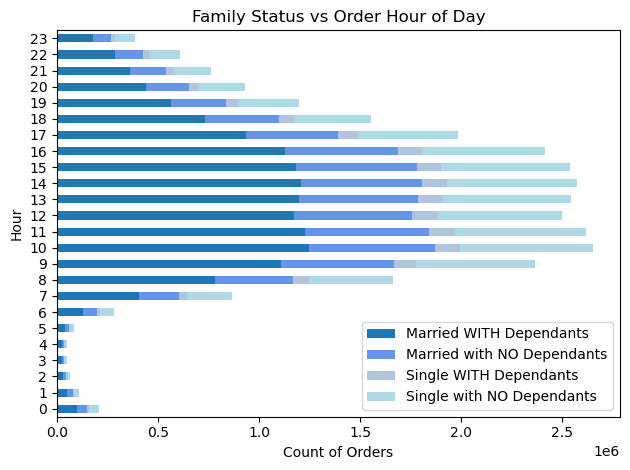 Family Status vs Order Hour of Day
23
22
21
20
19
18
17
16
15
14
13
12
11
10
9
8
7
6
5
4
3
2
1
0
Hour
Married WITH Dependants
Married with NO Dependants
Single WITH Dependants
Single with NO Dependants
0.0 0.5 1.0 1.5 2.0 2.5
1e6
Count of Orders